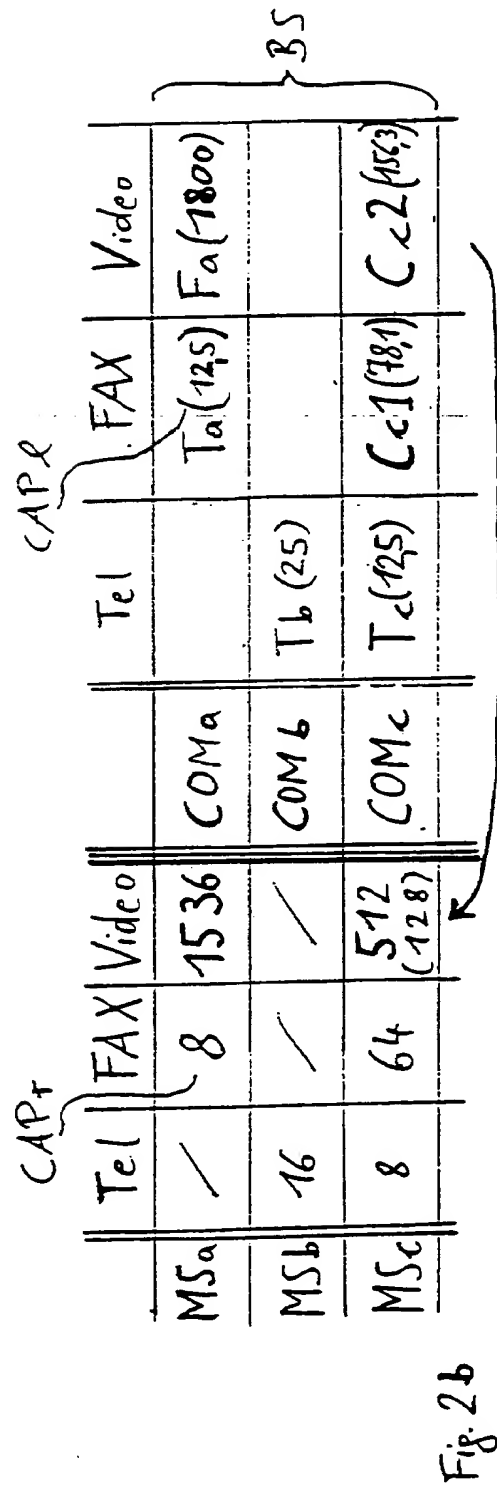 CAPr CAPl
Tel FAX Video Tel FAX Video
MSa / 8 1536 COMa Ta(12,5) Fa(1800)
MSb 16 / / COMb Tb(25)
MSc 8 64 512 (128) COMc Tc(12,5) Cc1(78,1) Cc2(156,3)
BS
Fig. 2b